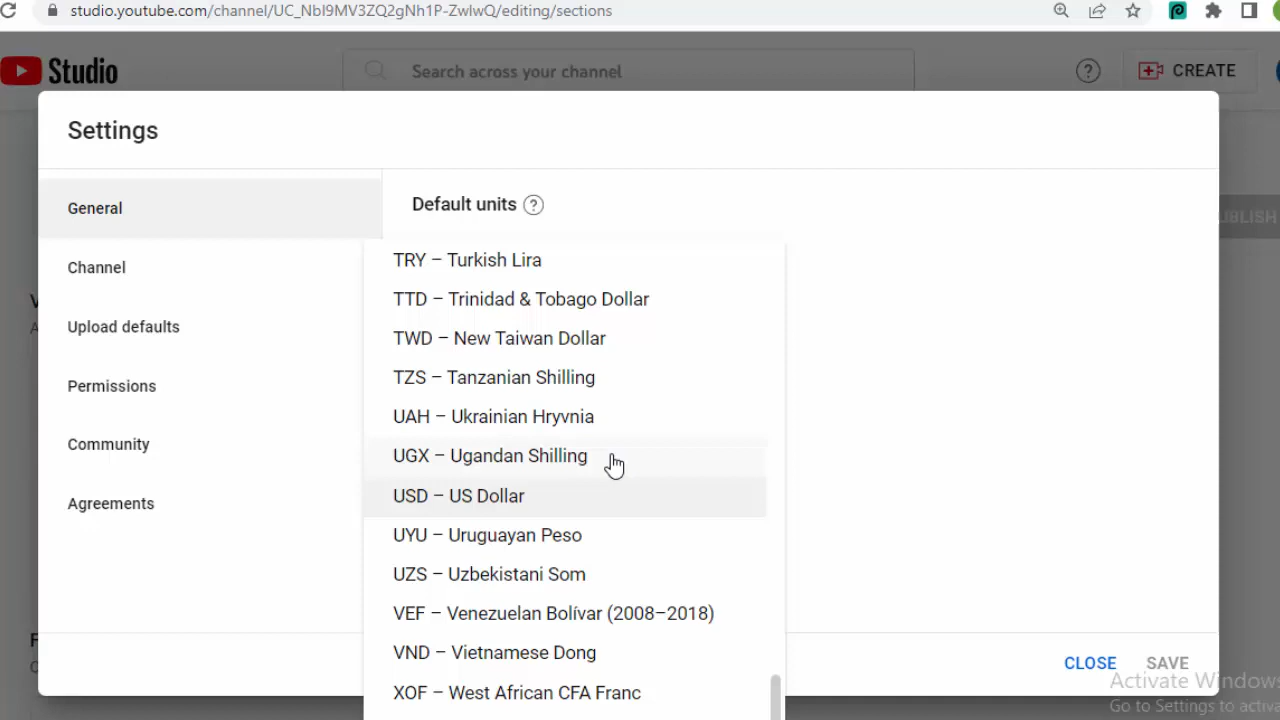 studio.youtube.com/channel/UC_NbI9MV3ZQ2gNh1P-ZwlwQ/editing/sections
Studio
Search across your channel
CREATE
Settings
General
Default units
UBLISH
Channel
TRY – Turkish Lira
TTD – Trinidad & Tobago Dollar
Upload defaults
TWD – New Taiwan Dollar
TZS – Tanzanian Shilling
Permissions
UAH – Ukrainian Hryvnia
Community
UGX – Ugandan Shilling
USD – US Dollar
Agreements
UYU – Uruguayan Peso
UZS – Uzbekistani Som
VEF – Venezuelan Bolívar (2008–2018)
VND – Vietnamese Dong
XOF – West African CFA Franc
CLOSE
SAVE
Activate Windows
Go to Settings to activa